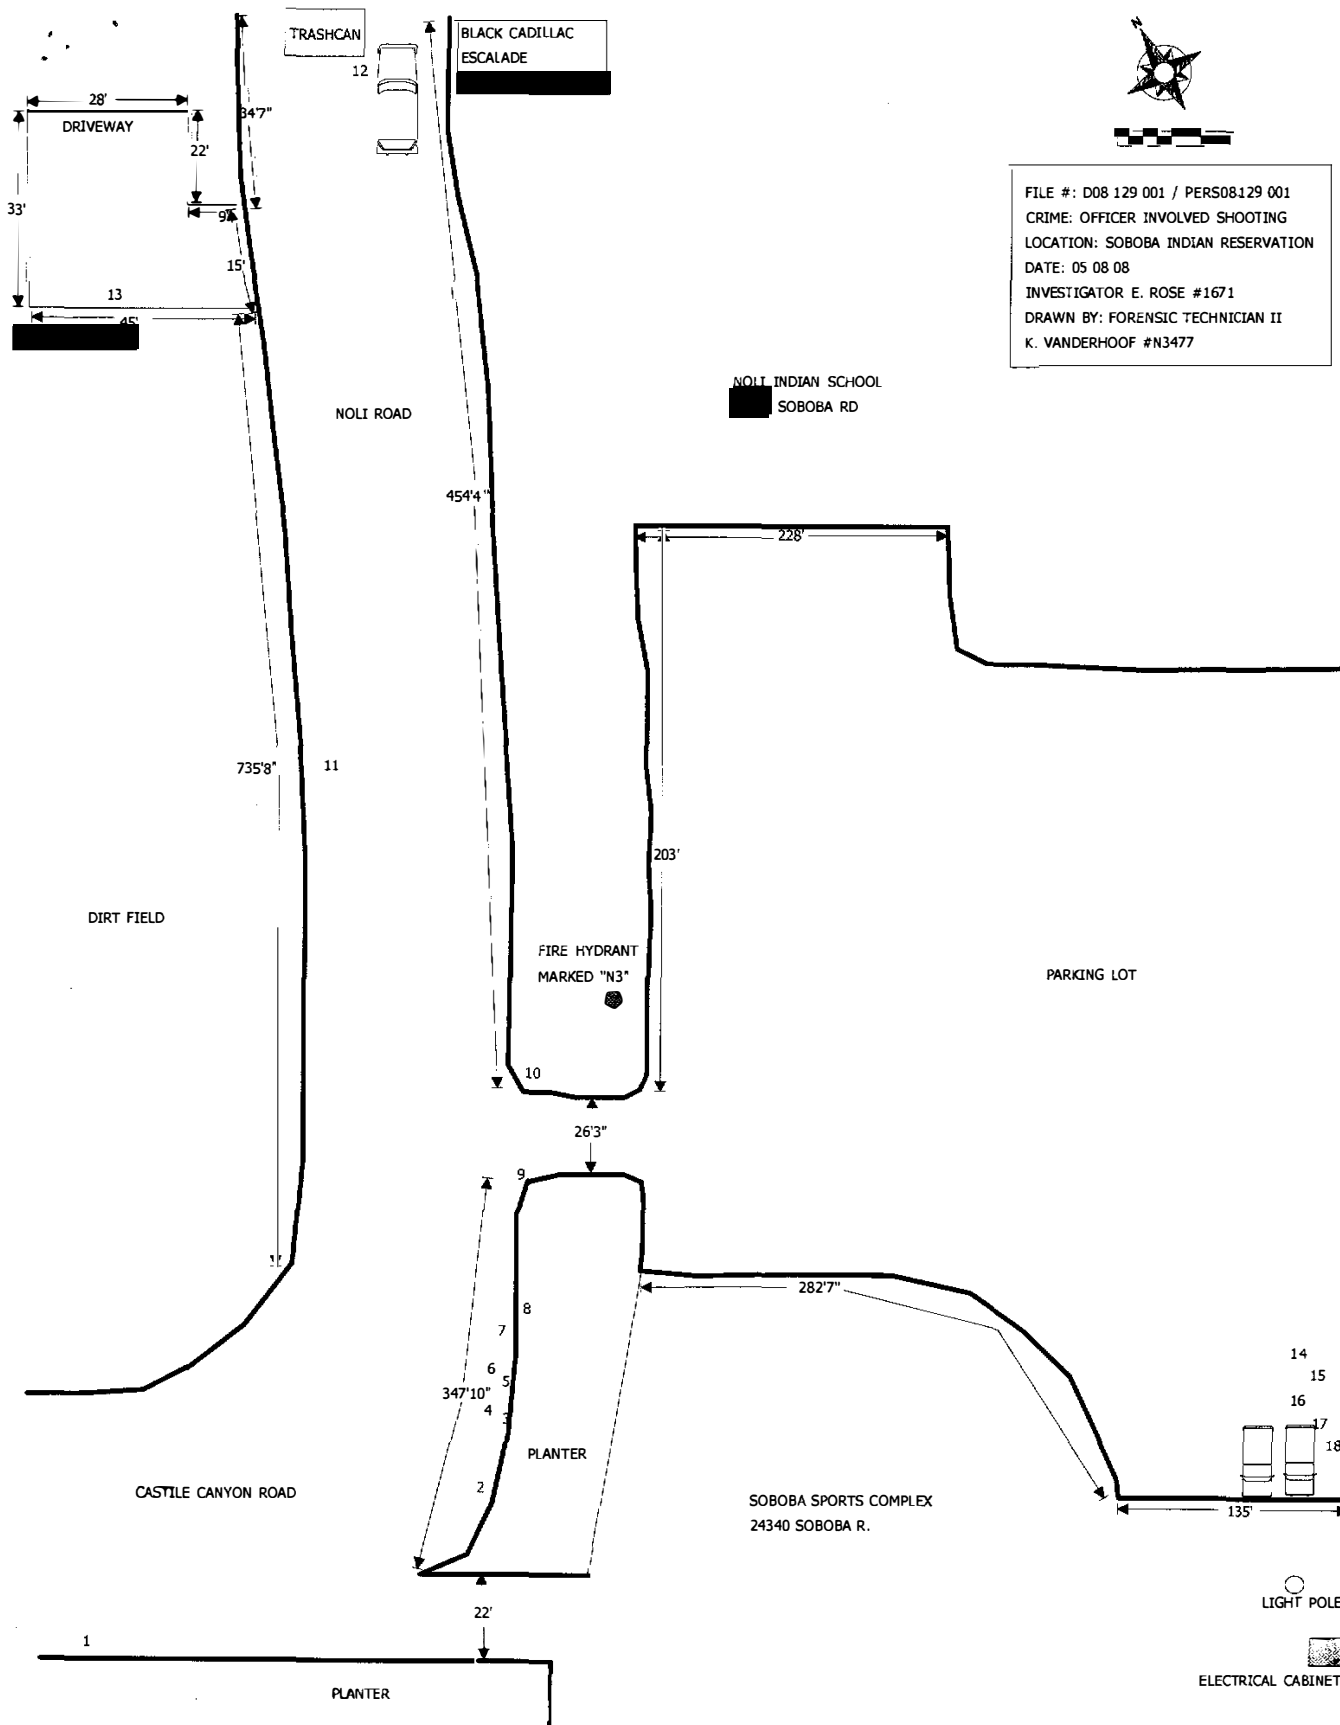 TRASHCAN
BLACK CADILLAC
ESCALADE
12
N
28'
DRIVEWAY
34'7"
22'
33'
9'
15'
13
45'
FILE #: D08 129 001 / PERS08129 001
CRIME: OFFICER INVOLVED SHOOTING
LOCATION: SOBOBA INDIAN RESERVATION
DATE: 05 08 08
INVESTIGATOR E. ROSE #1671
DRAWN BY: FORENSIC TECHNICIAN II
K. VANDERHOOF #N3477
NOLI INDIAN SCHOOL
SOBOBA RD
NOLI ROAD
454'4"
228'
735'8"
11
203'
DIRT FIELD
FIRE HYDRANT
MARKED "N3"
PARKING LOT
10
26'3"
9
282'7"
8
7
6
5
347'10"
4
3
14
15
16
17
18
PLANTER
2
CASTILE CANYON ROAD
SOBOBA SPORTS COMPLEX
24340 SOBOBA R.
135'
LIGHT POLE
22'
1
ELECTRICAL CABINET
PLANTER